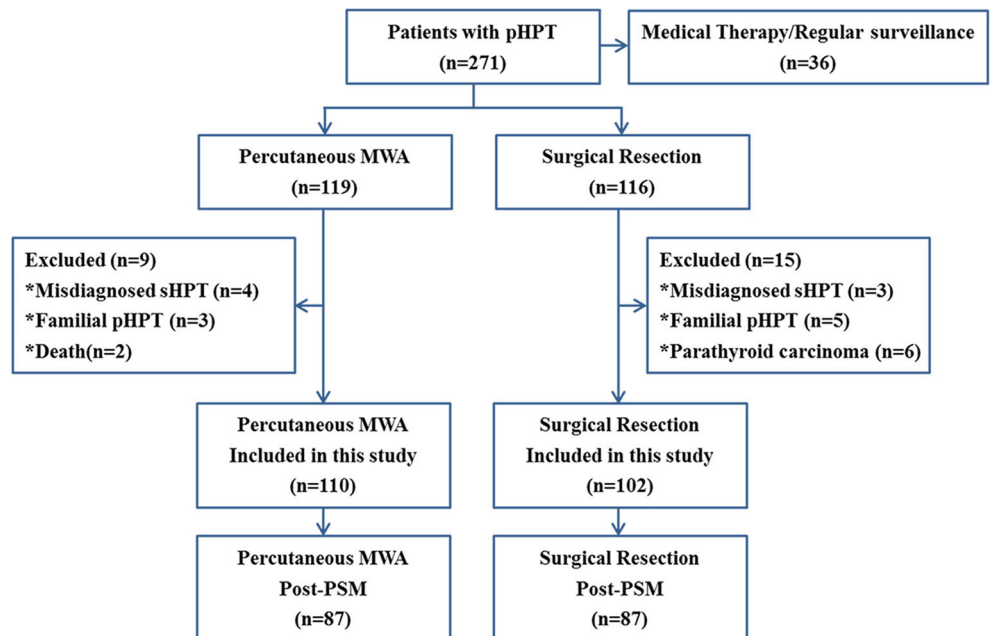 Patients with pHPT
(n=271)
Medical Therapy/Regular surveillance
(n=36)
Percutaneous MWA
(n=119)
Surgical Resection
(n=116)
Excluded (n=9)
*Misdiagnosed sHPT (n=4)
*Familial pHPT (n=3)
*Death(n=2)
Excluded (n=15)
*Misdiagnosed sHPT (n=3)
*Familial pHPT (n=5)
*Parathyroid carcinoma (n=6)
Percutaneous MWA
Included in this study
(n=110)
Surgical Resection
Included in this study
(n=102)
Percutaneous MWA
Post-PSM
(n=87)
Surgical Resection
Post-PSM
(n=87)